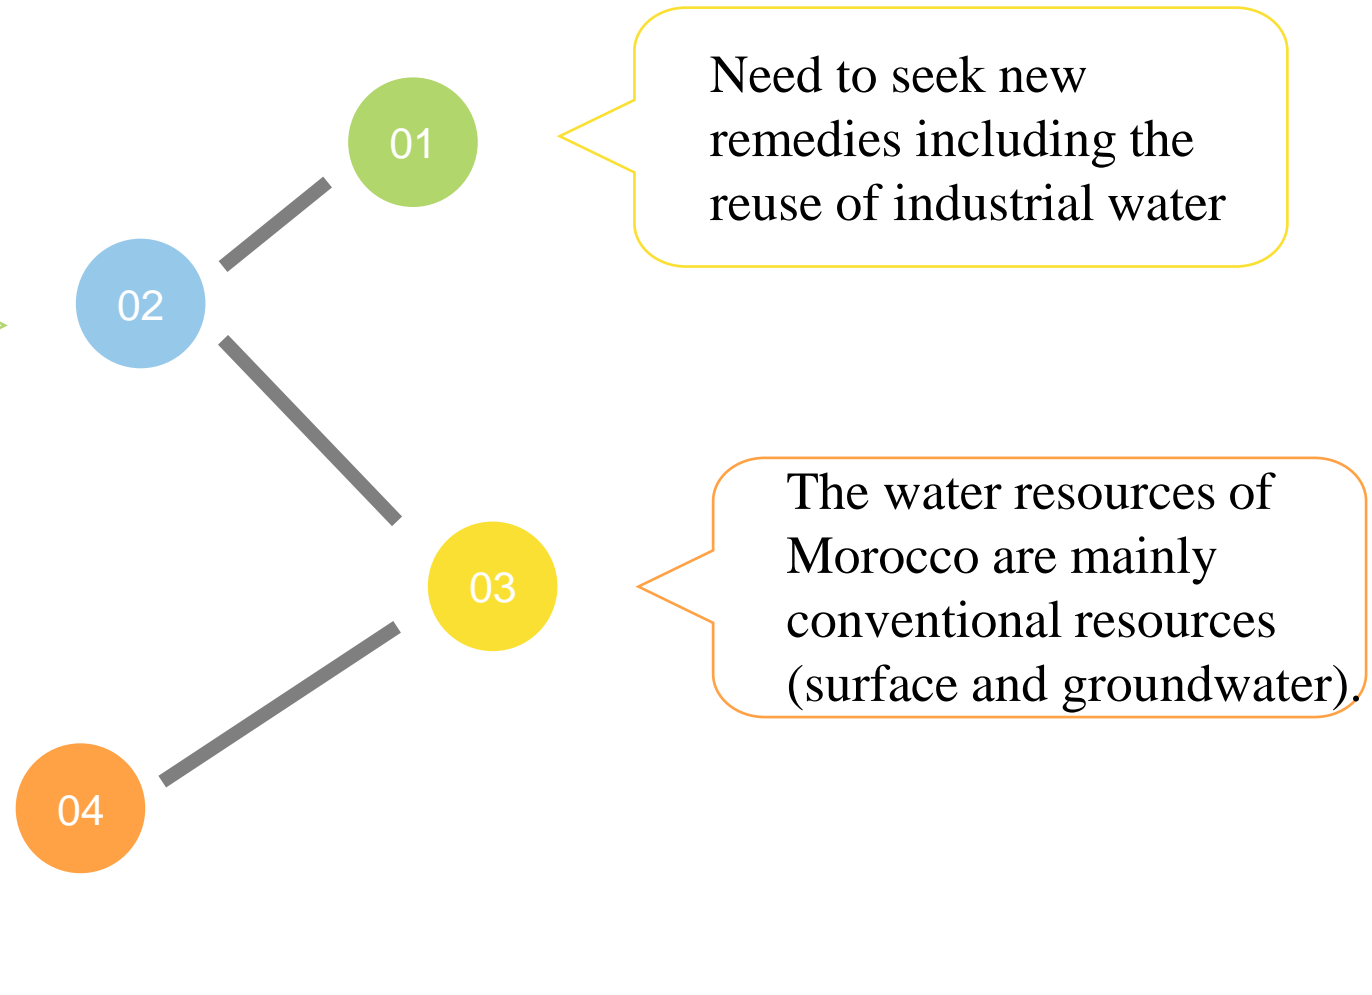 01
Need to seek new
remedies including the
reuse of industrial water
02
03
The water resources of
Morocco are mainly
conventional resources
(surface and groundwater).
04